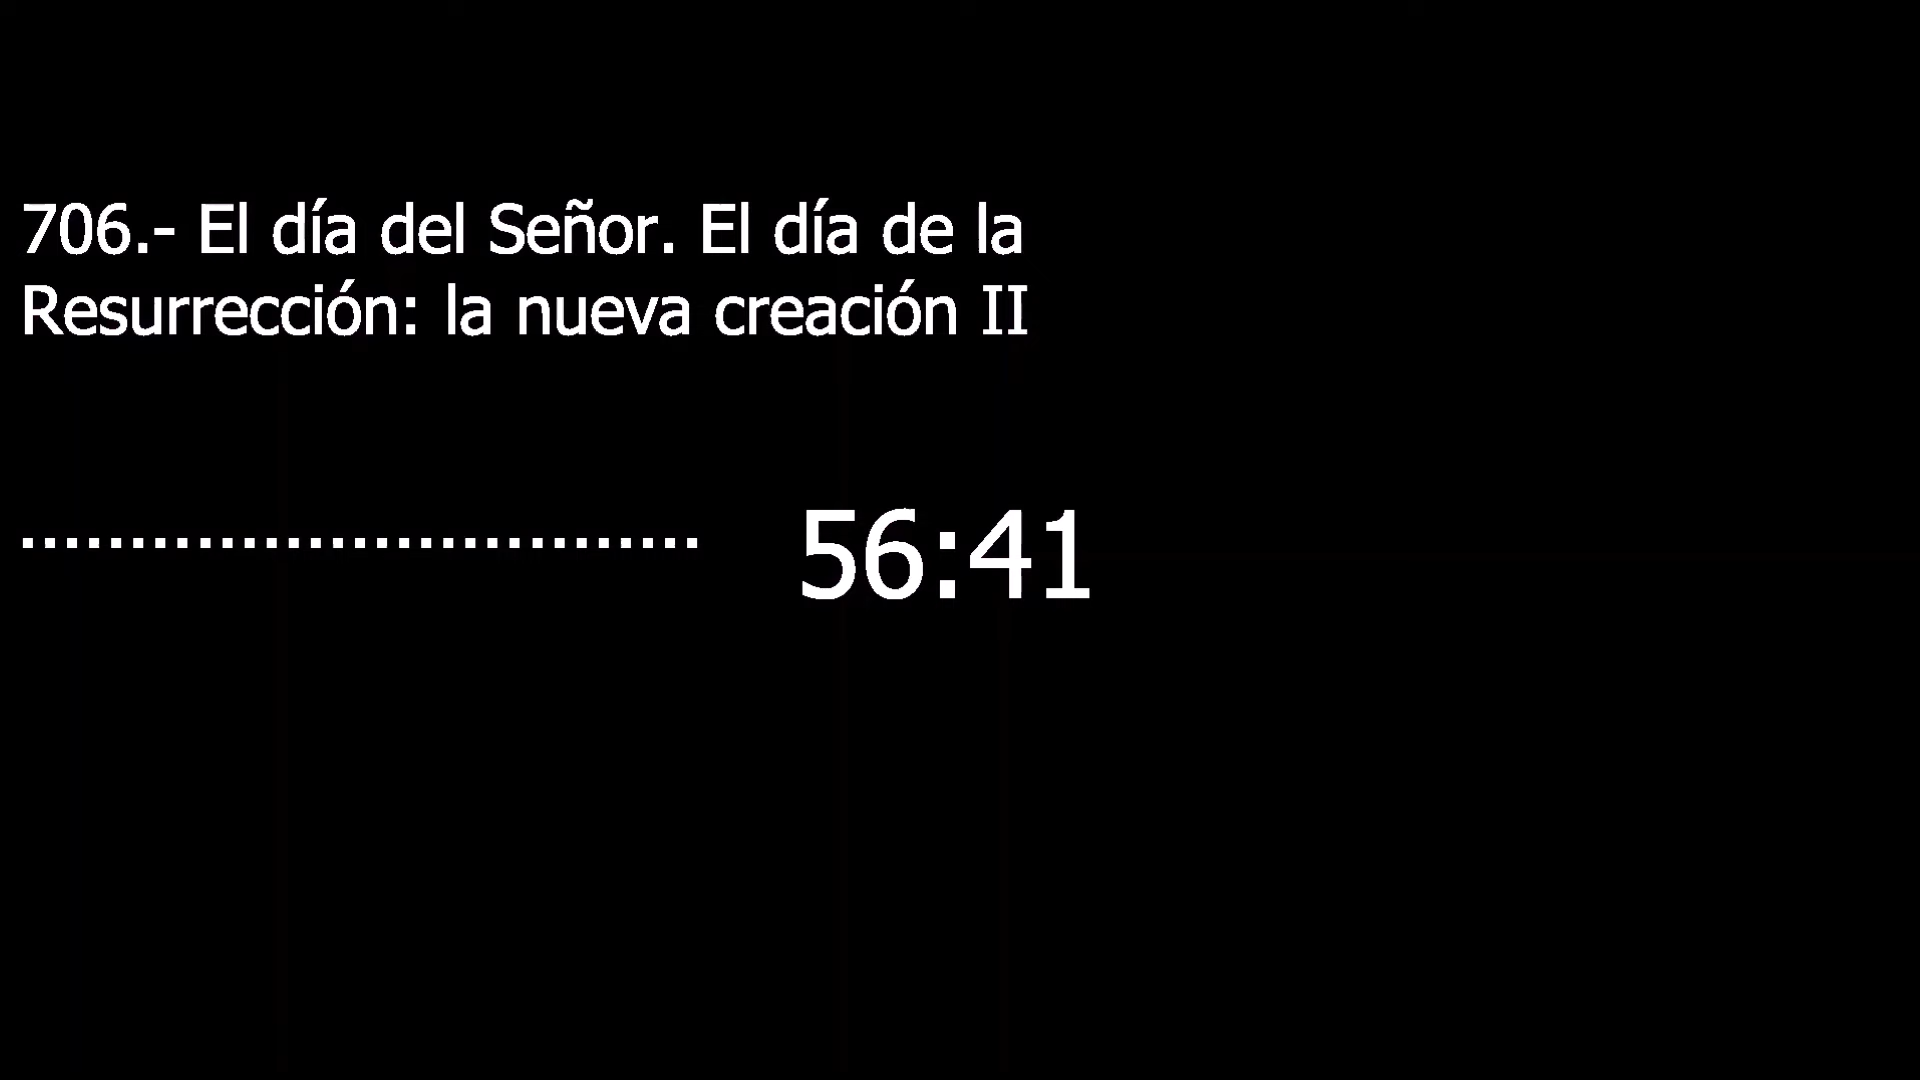 706.- El día del Señor. El día de la
Resurrección: la nueva creación II
............................... 56:41